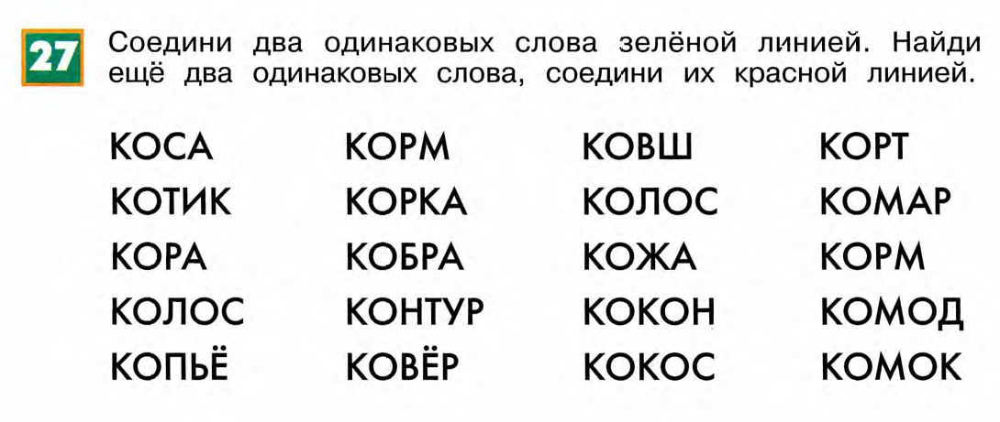 27 Соедини два одинаковых слова зелёной линией. Найди
ещё два одинаковых слова, соедини их красной линией.
КОСА КОРМ КОВШ КОРТ
КОТИК КОРКА КОЛОС КОМАР
КОРА КОБРА КОЖА КОРМ
КОЛОС КОНТУР КОКОН КОМОД
КОПЬЁ КОВЁР КОКОС КОМОК